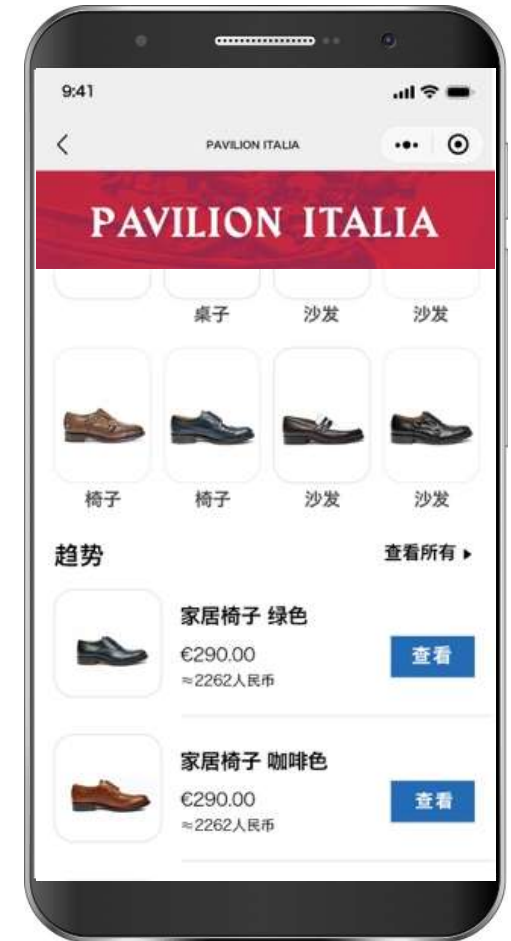 9:41
PAVILION ITALIA
PAVILION ITALIA
桌子 沙发 沙发
椅子 椅子 沙发 沙发
趋势 查看所有
家居椅子 绿色
€290.00 查看
≈2262人民币
家居椅子 咖啡色
€290.00 查看
≈2262人民币